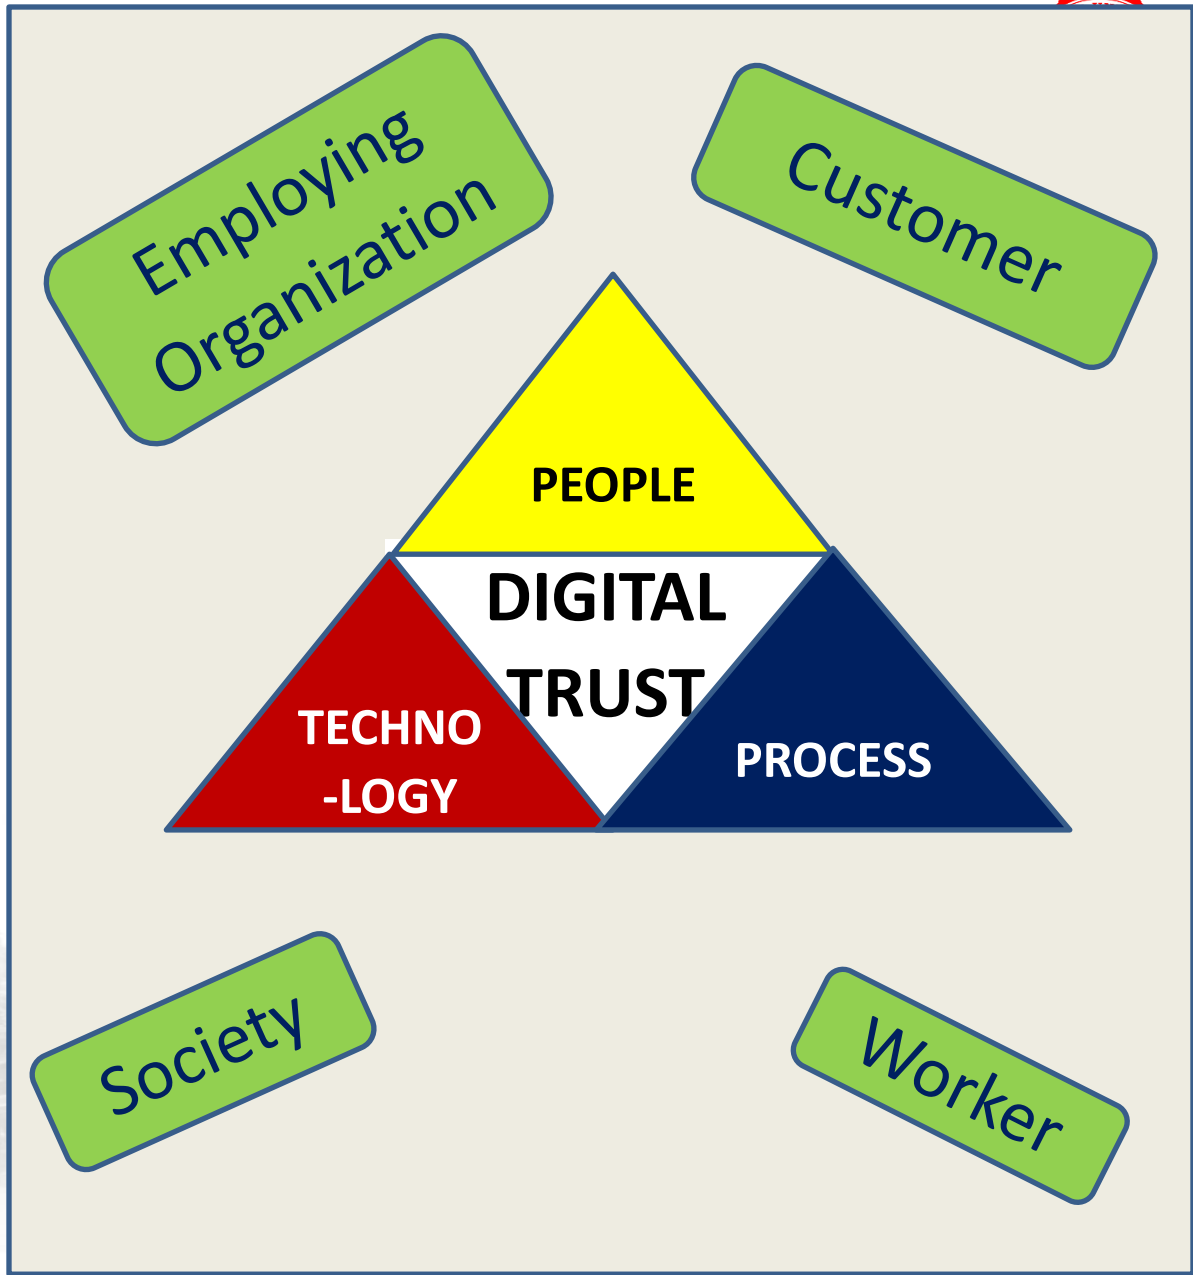 Employing
Organization
Customer
PEOPLE
DIGITAL
TRUST
TECHNO
-LOGY
PROCESS
Society
Worker